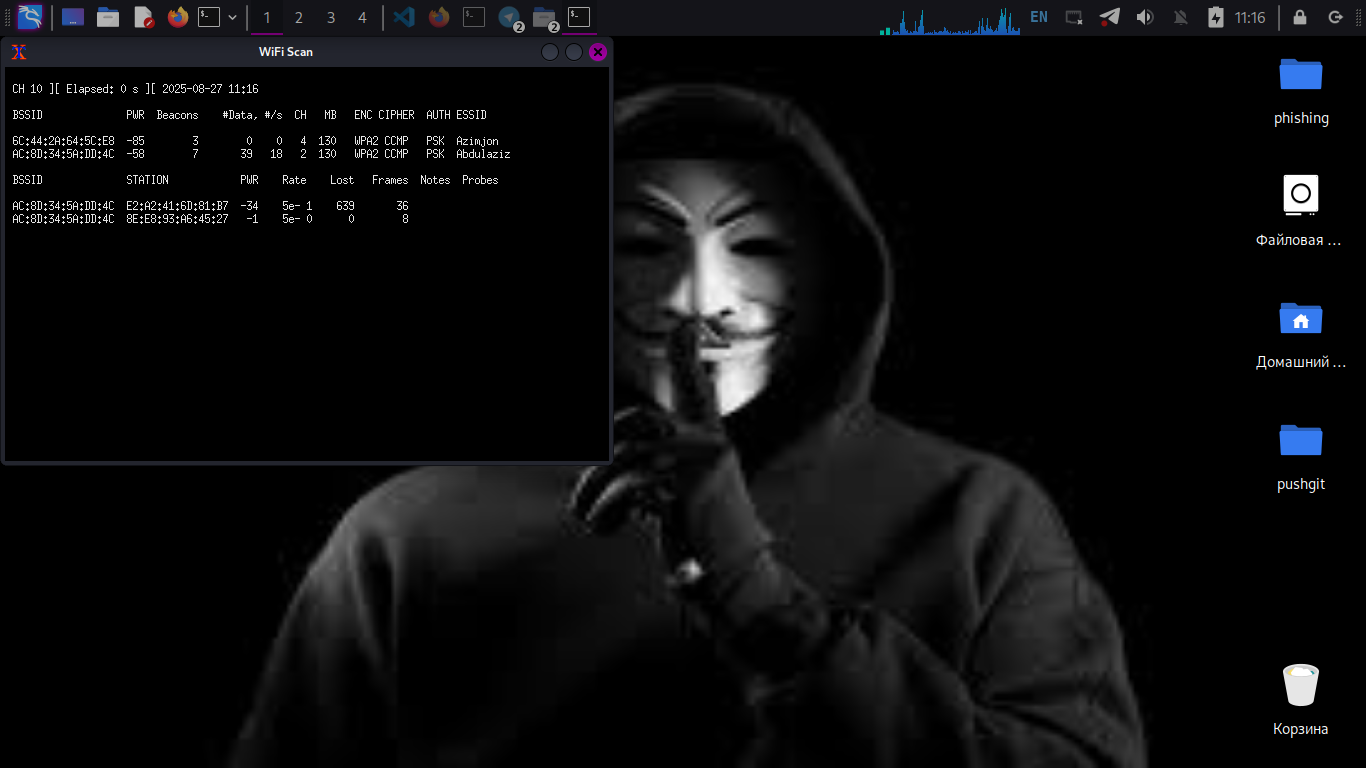 1 2 3 4
2 2
EN
11:16
WiFi Scan
CH 10 ][ Elapsed: 0 s ][ 2025-08-27 11:16
BSSID PWR Beacons #Data, #/s CH MB ENC CIPHER AUTH ESSID
6C:44:2A:64:5C:E8 -85 3 0 0 4 130 WPA2 CCMP PSK Azimjon
AC:8D:34:5A:DD:4C -58 7 39 18 2 130 WPA2 CCMP PSK Abdulaziz
BSSID STATION PWR Rate Lost Frames Notes Probes
AC:8D:34:5A:DD:4C E2:A2:41:6D:81:B7 -34 5e- 1 639 36
AC:8D:34:5A:DD:4C 8E:E8:93:A6:45:27 -1 5e- 0 0 8
phishing
Файловая ...
Домашний ...
pushgit
Корзина